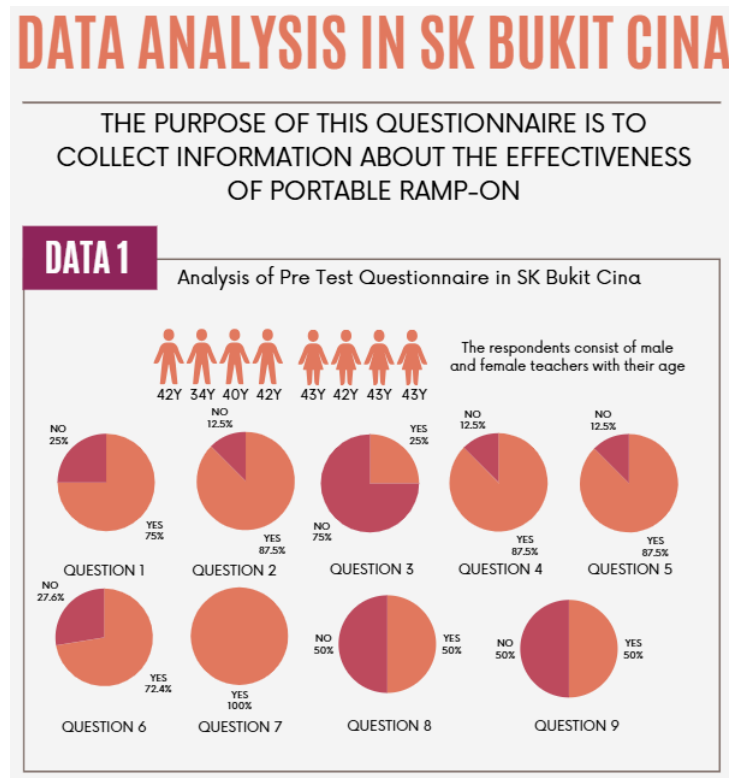 DATA ANALYSIS IN SK BUKIT CINA
THE PURPOSE OF THIS QUESTIONNAIRE IS TO
COLLECT INFORMATION ABOUT THE EFFECTIVENESS
OF PORTABLE RAMP-ON
DATA 1
Analysis of Pre Test Questionnaire in SK Bukit Cina
The respondents consist of male
and female teachers with their age
42Y 34Y 40Y 42Y 43Y 42Y 43Y 43Y
NO
25%
YES
75%
QUESTION 1
NO
12.5%
YES
87.5%
QUESTION 2
YES
25%
NO
75%
QUESTION 3
NO
12.5%
YES
87.5%
QUESTION 4
NO
12.5%
YES
87.5%
QUESTION 5
NO
27.6%
YES
72.4%
QUESTION 6
YES
100%
QUESTION 7
NO
50%
YES
50%
QUESTION 8
NO
50%
YES
50%
QUESTION 9